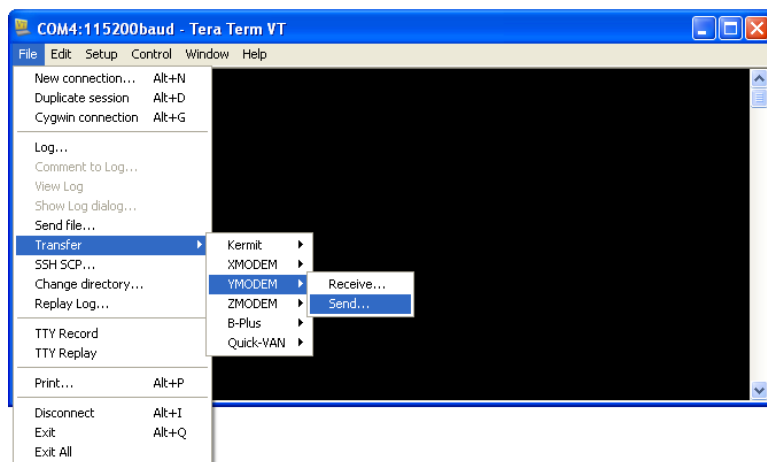 COM4:115200baud - Tera Term VT
File Edit Setup Control Window Help
New connection... Alt+N
Duplicate session Alt+D
Cygwin connection Alt+G
Log...
Comment to Log...
View Log
Show Log dialog...
Send file...
Transfer
SSH SCP...
Change directory...
Replay Log...
TTY Record
TTY Replay
Print... Alt+P
Disconnect Alt+I
Exit Alt+Q
Exit All
Kermit
XMODEM
YMODEM
ZMODEM
B-Plus
Quick-VAN
Receive...
Send...